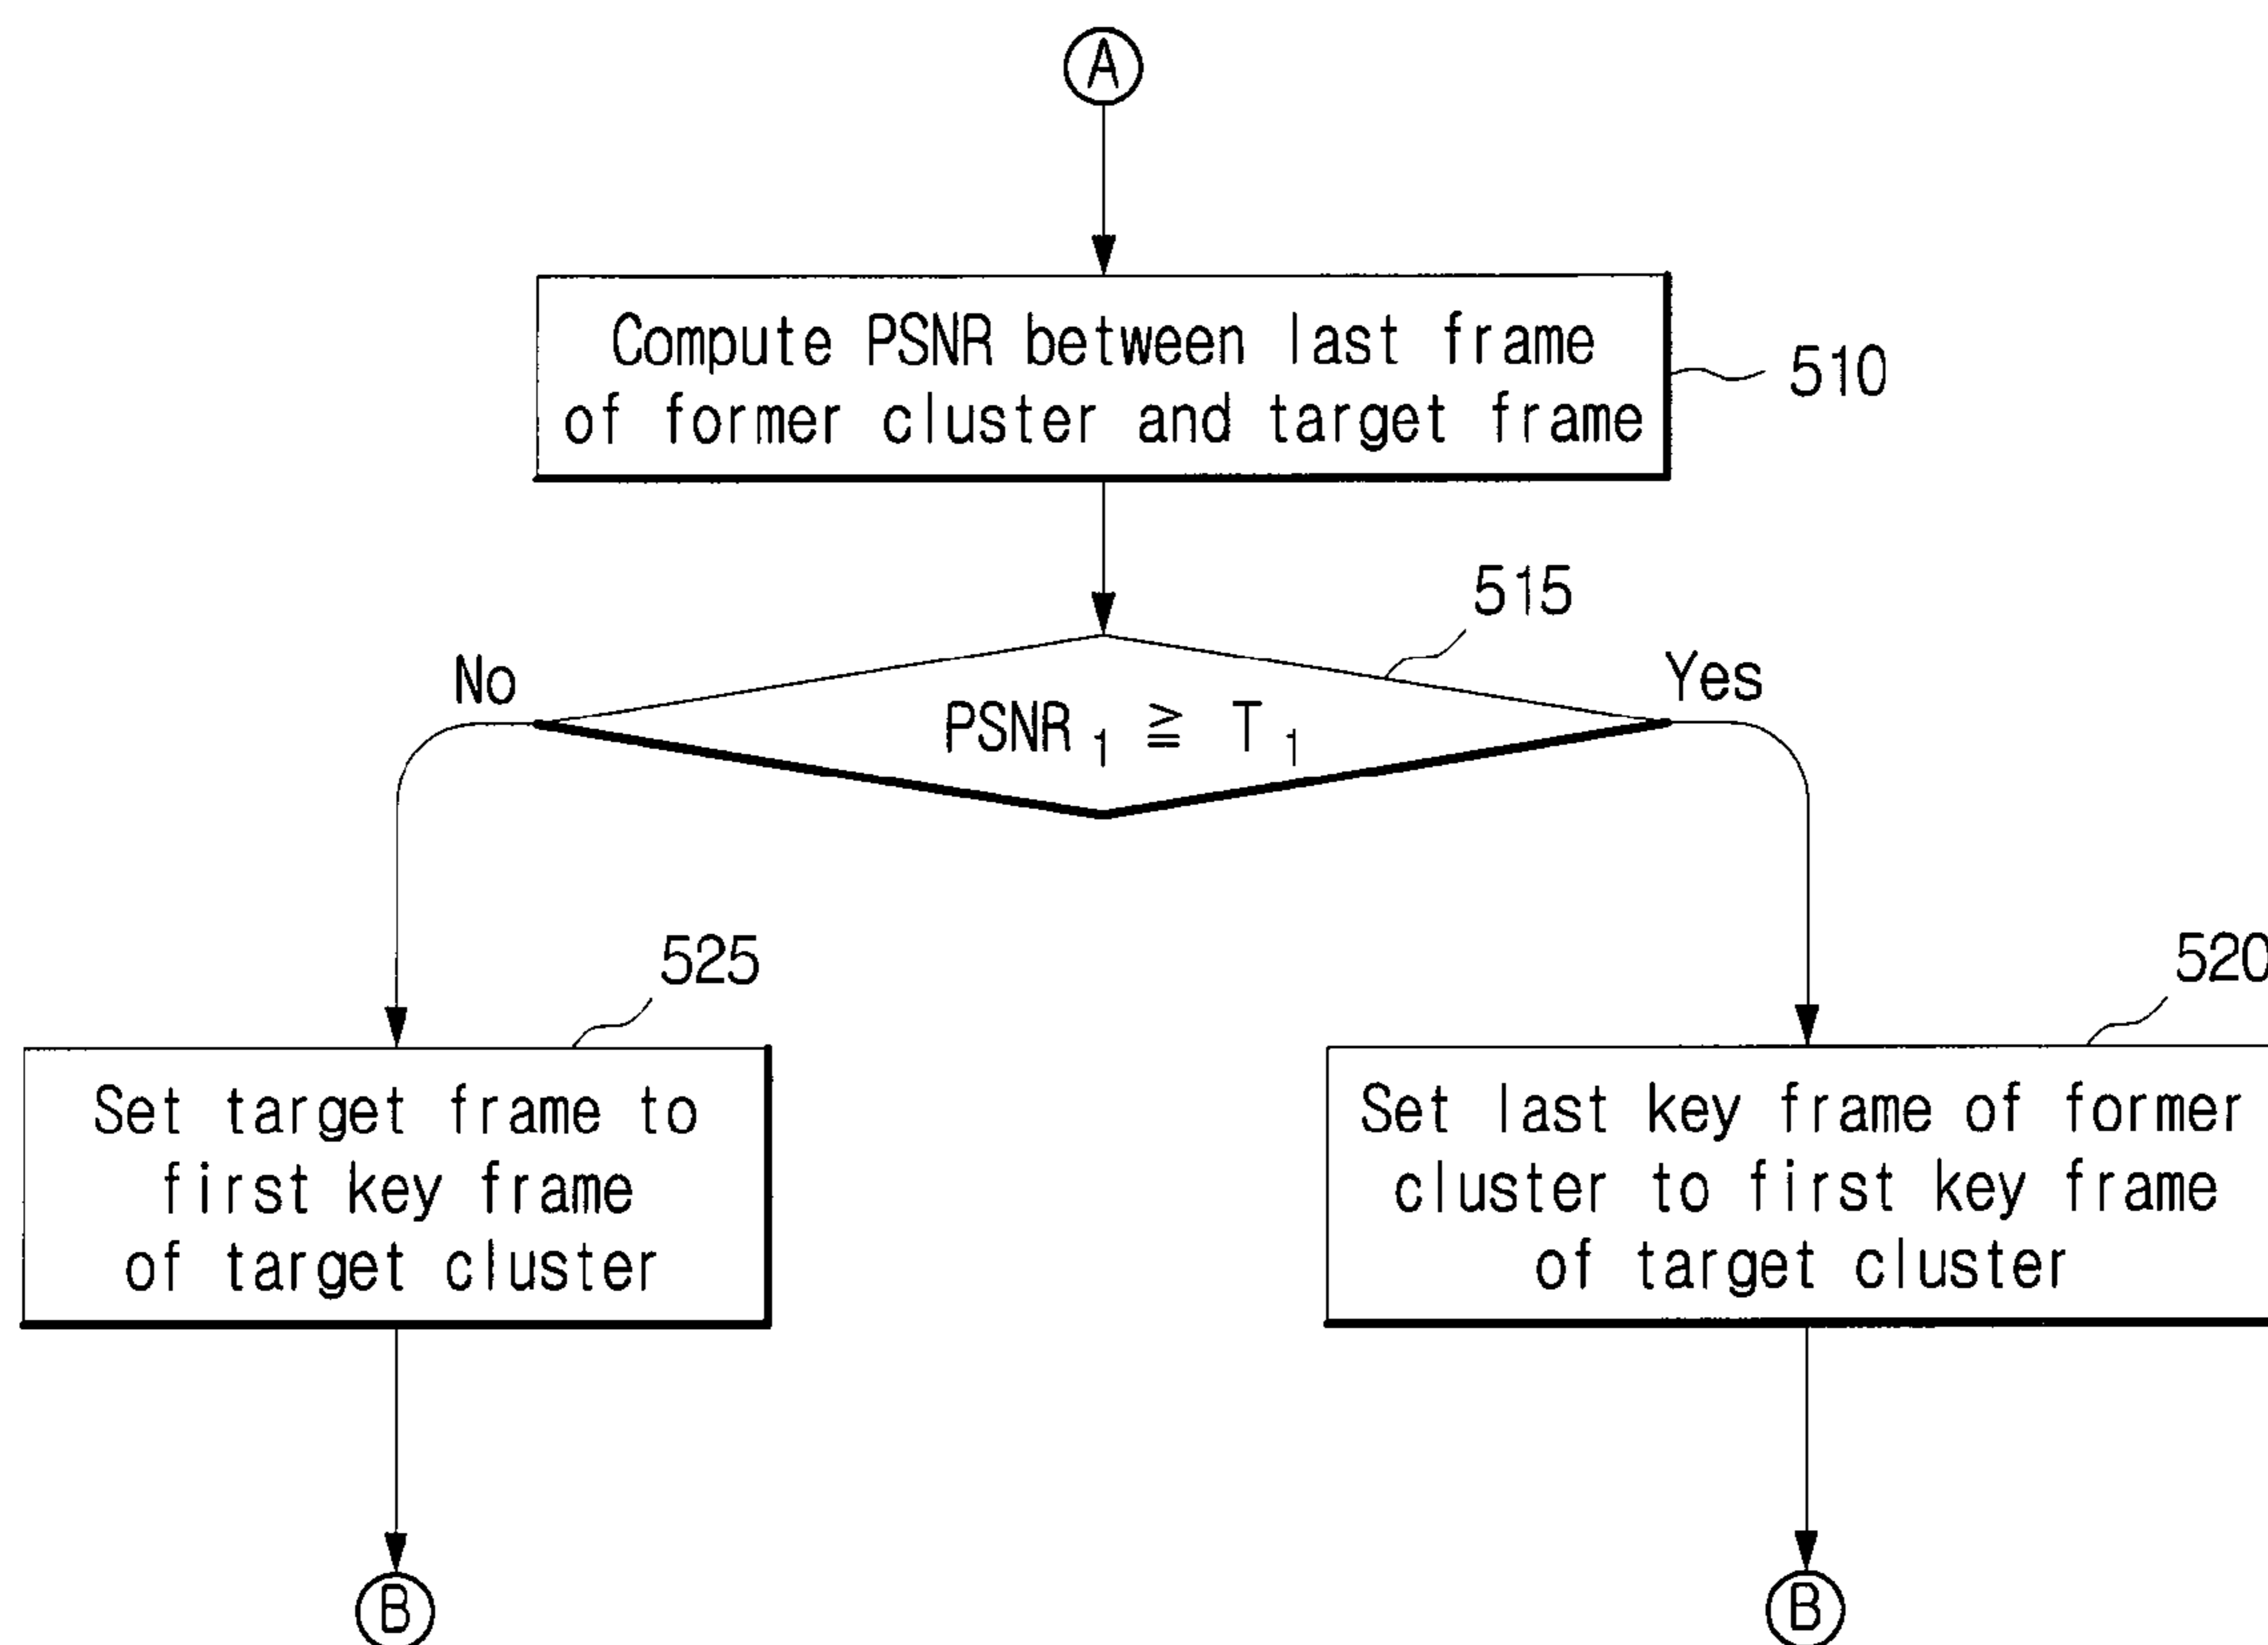 A
Compute PSNR between last frame
of former cluster and target frame
510
515
No
Yes
PSNR 1 ≧ T 1
525
520
Set target frame to
first key frame
of target cluster
Set last key frame of former
cluster to first key frame
of target cluster
B
B